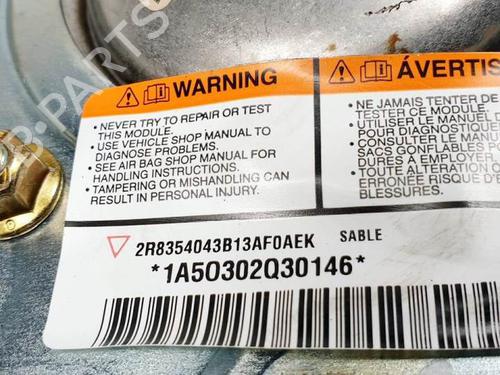 WARNING
• NEVER TRY TO REPAIR OR TEST
THIS MODULE.
• USE VEHICLE SHOP MANUAL TO
DIAGNOSE PROBLEMS.
• SEE AIR BAG SHOP MANUAL FOR
HANDLING INSTRUCTIONS.
• TAMPERING OR MISHANDLING CAN
RESULT IN PERSONAL INJURY.
ÁVERTIS
• NE JAMAIS TENTER DE
TESTER CE MODULE.
• UTILISER LE MANUEL D
POUR DIAGNOSTIQUE
• CONSULTER LE MANU
SACS GONFLABLES PO
DURES A EMPLOYER
• TOUTE ALTERATION O
ERRONÉE RISQUE D'E
BLESSURES.
2R8354043B13AF0AEK SABLE
*1A5O302Q30146*